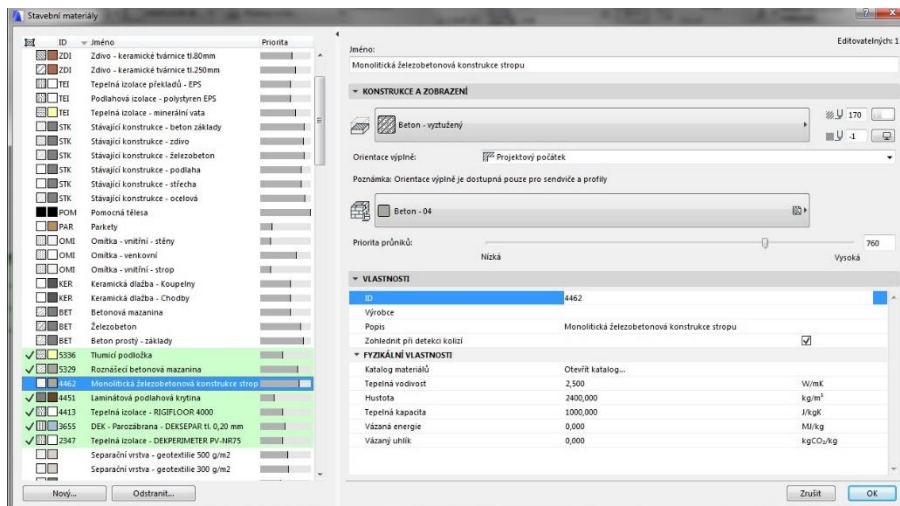 Stavební materiály
ID Jméno Priorita
ZDI Zdivo - keramické tvárnice tl.80mm
ZDI Zdivo - keramické tvárnice tl.250mm
TEI Tepelná izolace překladů - EPS
TEI Podlahová izolace - polystyren EPS
TEI Tepelná izolace - minerální vata
STK Stávající konstrukce - beton základy
STK Stávající konstrukce - zdivo
STK Stávající konstrukce - železobeton
STK Stávající konstrukce - podlaha
STK Stávající konstrukce - střecha
STK Stávající konstrukce - ocelová
POM Pomocná tělesa
PAR Parkety
OMI Omítka - vnitřní - stěny
OMI Omítka - venkovní
OMI Omítka - vnitřní - strop
KER Keramická dlažba - Koupelny
KER Keramická dlažba - Chodby
BET Betonová mazanina
BET Železobeton
BET Beton prostý - základy
5336 Tlumicí podložka
5329 Roznášecí betonová mazanina
4462 Monolitická železobetonová konstrukce strop
4451 Laminátová podlahová krytina
4413 Tepelná izolace - RIGIFLOOR 4000
3655 DEK - Parozábrana - DEKSEPAR tl. 0,20 mm
2347 Tepelná izolace - DEKPERIMETER PV-NR75
Separační vrstva - geotextilie 500 g/m2
Separační vrstva - geotextilie 300 g/m2
Nový... Odstranit...
Editovatelných: 1
Jméno:
Monolitická železobetonová konstrukce stropu
KONSTRUKCE A ZOBRAZENÍ
Beton - vyztužený
170
-1
Orientace výplně: Projektový počátek
Poznámka: Orientace výplně je dostupná pouze pro sendviče a profily
Beton - 04
Priorita průniků: 760
Nízká Vysoká
VLASTNOSTI
ID 4462
Výrobce
Popis Monolitická železobetonová konstrukce stropu
Zohlednit při detekci kolizí
FYZIKÁLNÍ VLASTNOSTI
Katalog materiálů Otevřít katalog...
Tepelná vodivost 2,500 W/mK
Hustota 2400,000 kg/m³
Tepelná kapacita 1000,000 J/kgK
Vázaná energie 0,000 MJ/kg
Vázaný uhlík 0,000 kgCO₂/kg
Zrušit OK